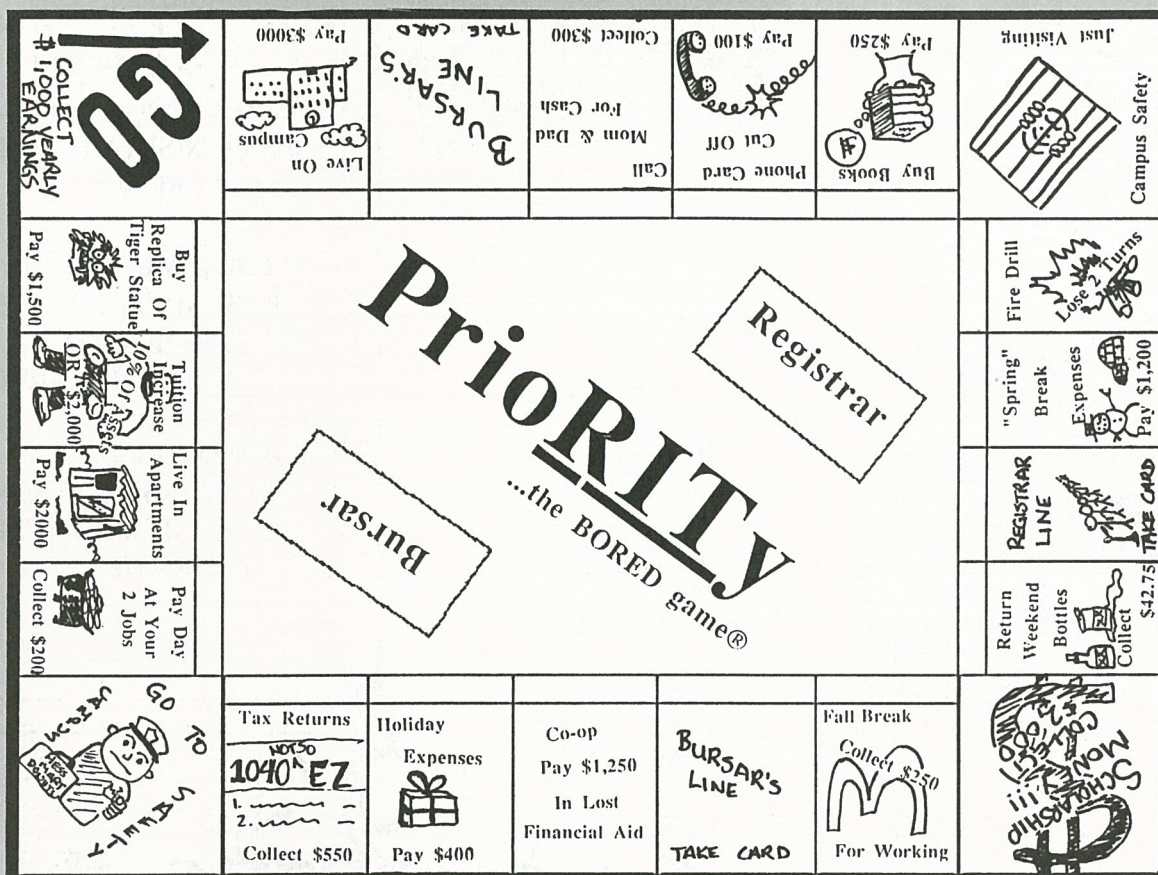 GO
COLLECT
$1,000 YEARLY
EARNINGS
Pay $3000
Campus
Live On
TAKE CARD
BURSAR'S
LINE
Collect $300
For Cash
Mom & Dad
Call
Pay $100
Cut Off
Phone Card
Pay $250
$
Buy Books
Just Visiting
Campus Safety
Fire Drill
Lose 2 Turns
"Spring"
Break
Expenses
Pay $1,200
REGISTRAR
LINE
TAKE CARD
Return
Weekend
Bottles
Collect
$42.75
SCHOLARSHIP
MONEY!!!
COLLECT
Fall Break
Collect $250
For Working
BURSAR'S
LINE
TAKE CARD
Co-op
Pay $1,250
In Lost
Financial Aid
Holiday
Expenses
Pay $400
Tax Returns
NOT SO
1040^EZ
1.
2.
Collect $550
GO
TO
Pay Day
At Your
2 Jobs
Collect $200
Live In
Apartments
Pay $2000
Tuition
Increase
10% Of
Assets
OR $2,000
Buy
Replica Of
Tiger Statue
Pay $1,500
PrioRITy
...the BORED game®
Registrar
Bursar